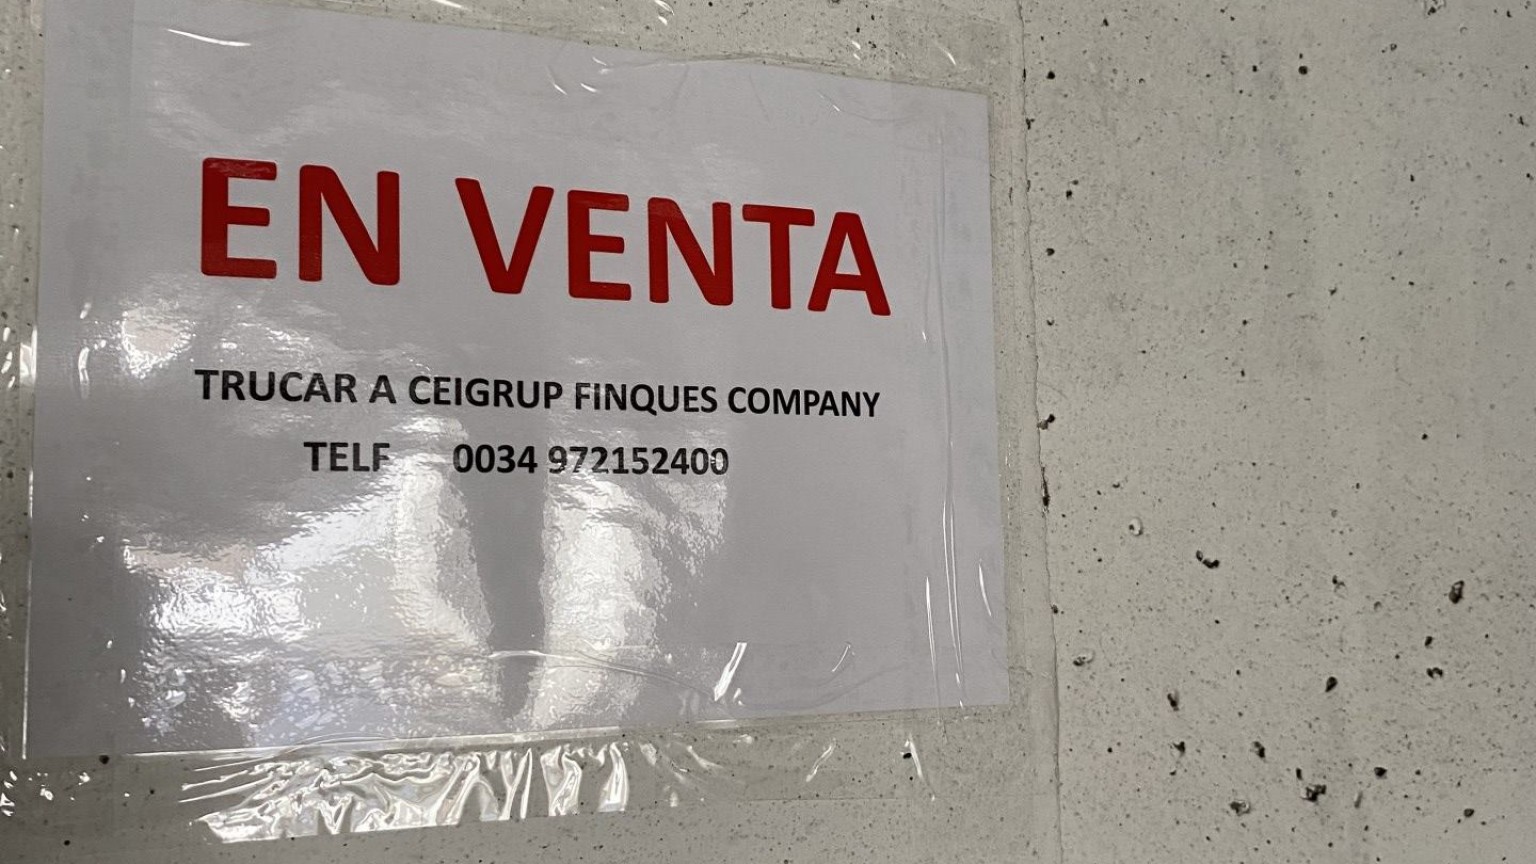 EN VENTA
TRUCAR A CEIGRUP FINQUES COMPANY
TELF 0034 972152400